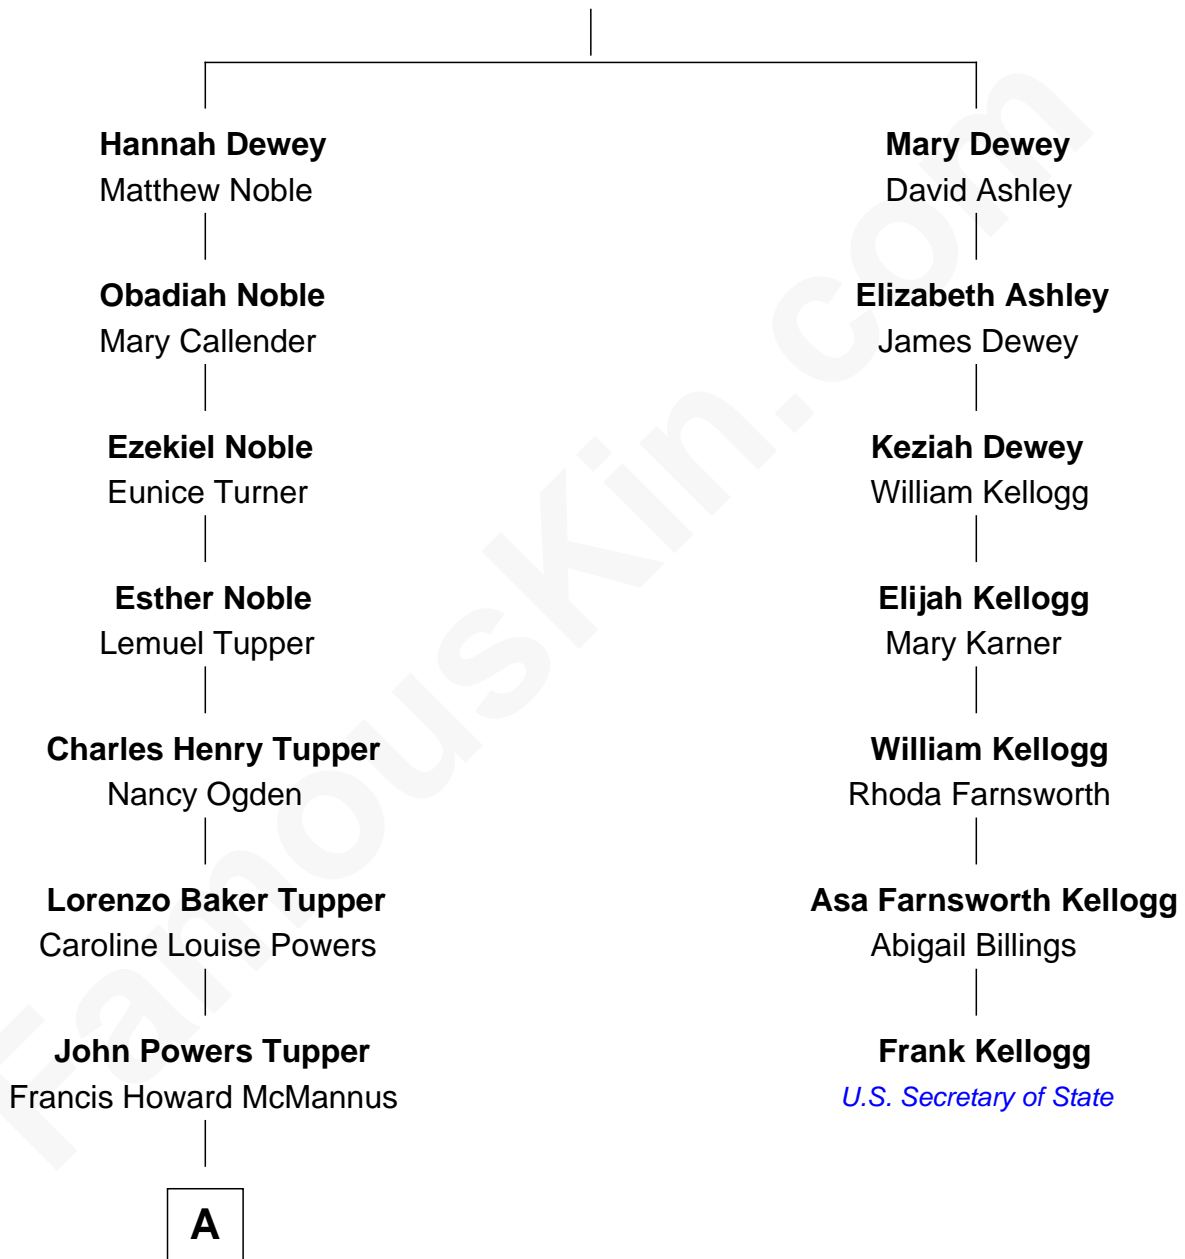 Hannah Dewey
Matthew Noble
Mary Dewey
David Ashley
Obadiah Noble
Mary Callender
Elizabeth Ashley
James Dewey
Ezekiel Noble
Eunice Turner
Keziah Dewey
William Kellogg
Esther Noble
Lemuel Tupper
Elijah Kellogg
Mary Karner
Charles Henry Tupper
Nancy Ogden
William Kellogg
Rhoda Farnsworth
Lorenzo Baker Tupper
Caroline Louise Powers
Asa Farnsworth Kellogg
Abigail Billings
John Powers Tupper
Francis Howard McMannus
Frank Kellogg
U.S. Secretary of State
A
FamousKin.com